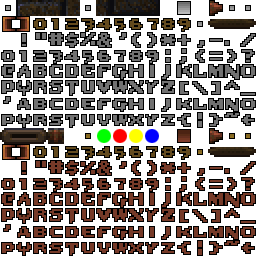 0123456789
!"#$%&'()*+,-./
0123456789:;<=>?
@ABCDEFGHIJKLMNO
PQRSTUVWXYZ[\]^_
'ABCDEFGHIJKLMNO
PQRSTUVWXYZ{|}~
0123456789
!"#$%&'()*+,-./
0123456789:;<=>?
@ABCDEFGHIJKLMNO
PQRSTUVWXYZ[\]^_
'ABCDEFGHIJKLMNO
PQRSTUVWXYZ{|}~